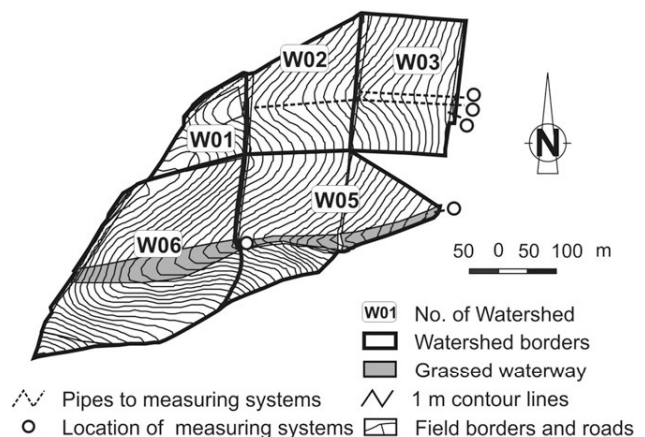 W02
W03
W01
W05
W06
N
50 0 50 100 m
W01 No. of Watershed
Watershed borders
Grassed waterway
Pipes to measuring systems
1 m contour lines
Location of measuring systems
Field borders and roads